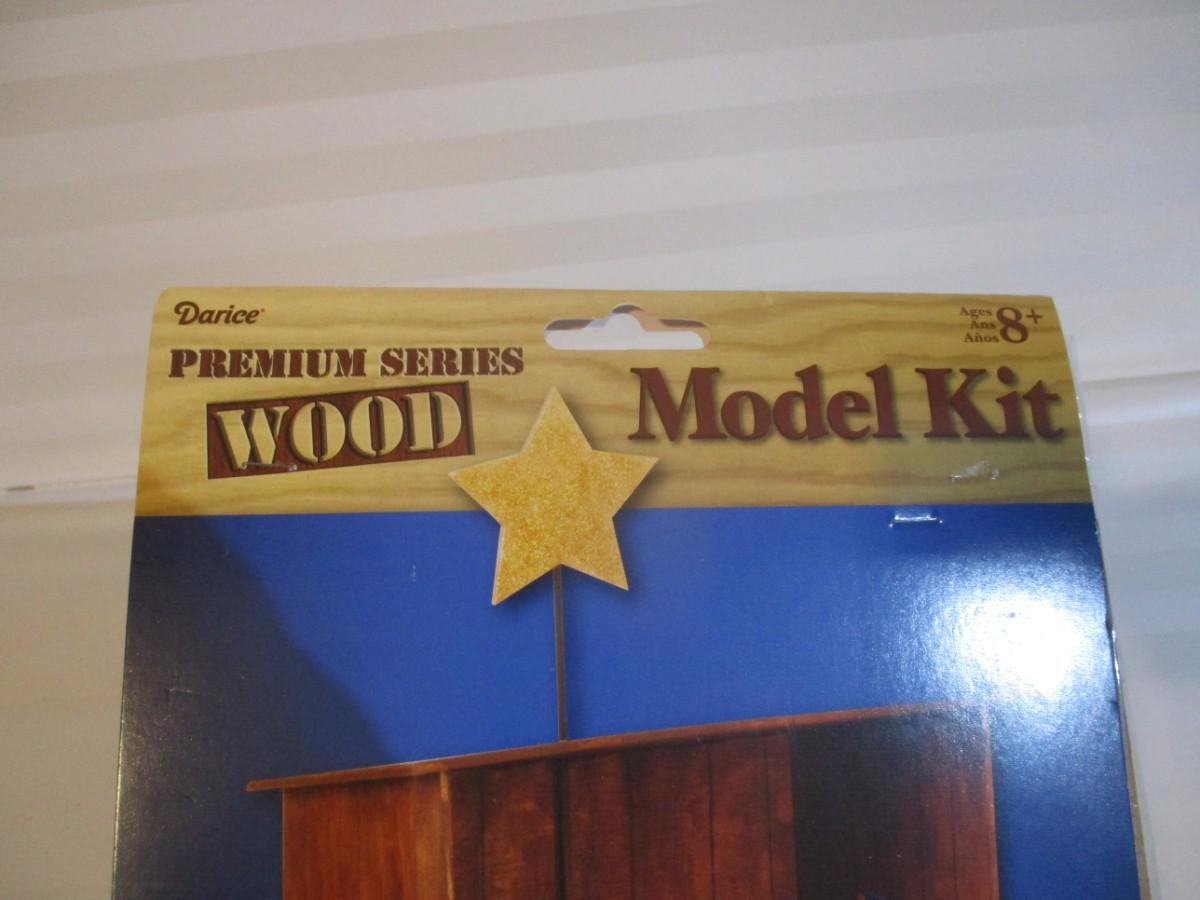 Darice
PREMIUM SERIES
WOOD
Model Kit
Ages
Ans
Años
8+